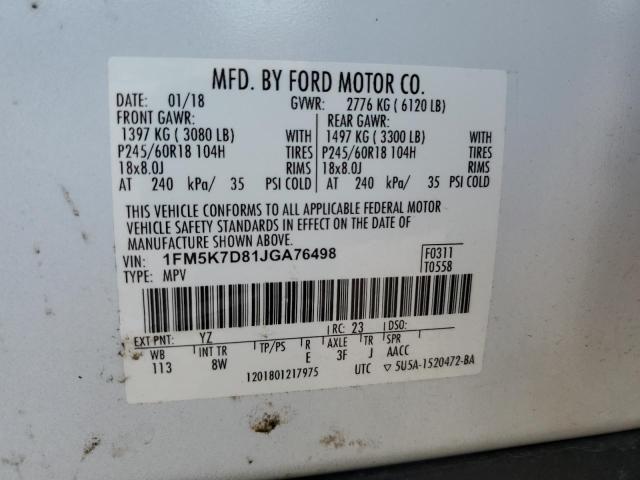 MFD. BY FORD MOTOR CO.
DATE: 01/18 GVWR: 2776 KG ( 6120 LB)
FRONT GAWR: REAR GAWR:
1397 KG ( 3080 LB) WITH 1497 KG ( 3300 LB) WITH
P245/60R18 104H TIRES P245/60R18 104H TIRES
18x8.0J RIMS 18x8.0J RIMS
AT 240 kPa/ 35 PSI COLD AT 240 kPa/ 35 PSI COLD
THIS VEHICLE CONFORMS TO ALL APPLICABLE FEDERAL MOTOR
VEHICLE SAFETY STANDARDS IN EFFECT ON THE DATE OF
MANUFACTURE SHOWN ABOVE.
VIN: 1FM5K7D81JGA76498 F0311
TYPE: MPV T0558
EXT PNT: YZ RC: 23 DSO:
WB INT TR TP/PS R AXLE TR SPR
113 8W E 3F J AACC
1201801217975 UTC ▽ 5U5A-1520472-BA